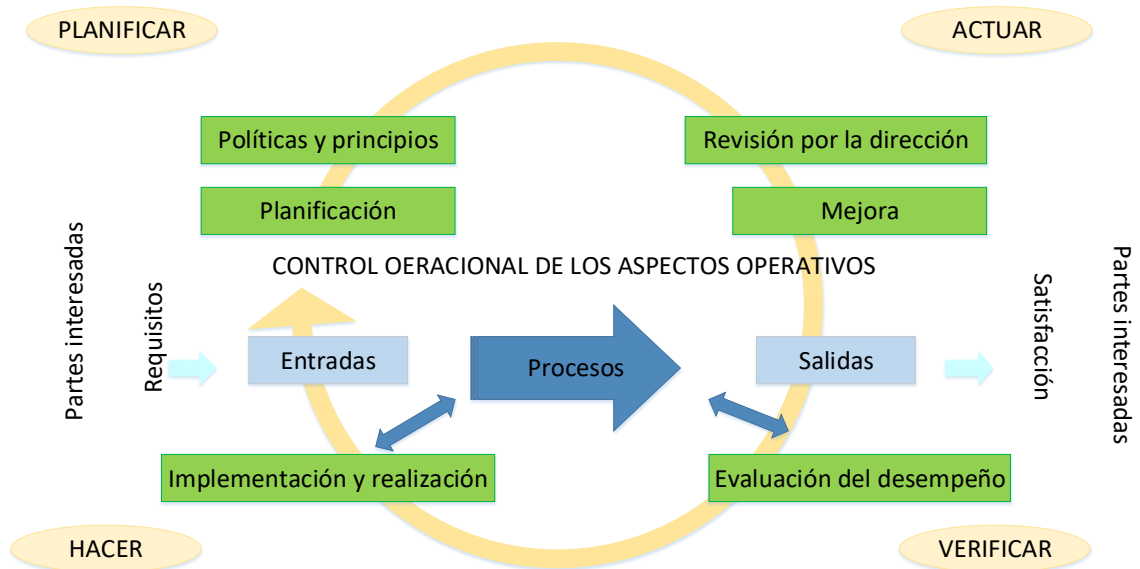 PLANIFICAR
ACTUAR
Políticas y principios
Revisión por la dirección
Planificación
Mejora
CONTROL OERACIONAL DE LOS ASPECTOS OPERATIVOS
Partes interesadas
Requisitos
Entradas
Procesos
Salidas
Satisfacción
Partes interesadas
Implementación y realización
Evaluación del desempeño
HACER
VERIFICAR